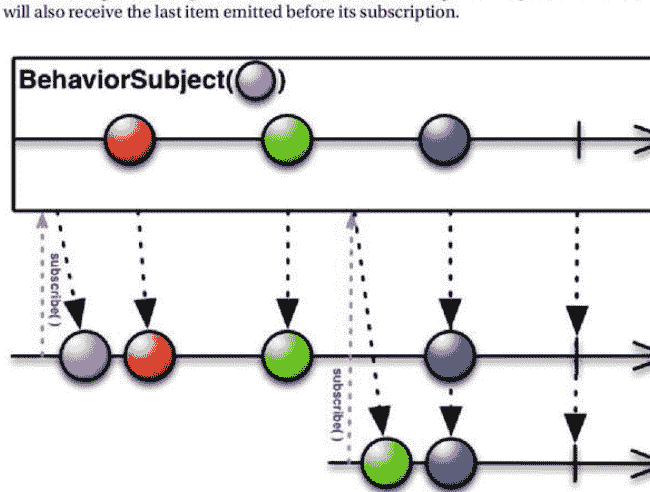 will also receive the last item emitted before its subscription.
BehaviorSubject( )
subscribe( )
subscribe( )